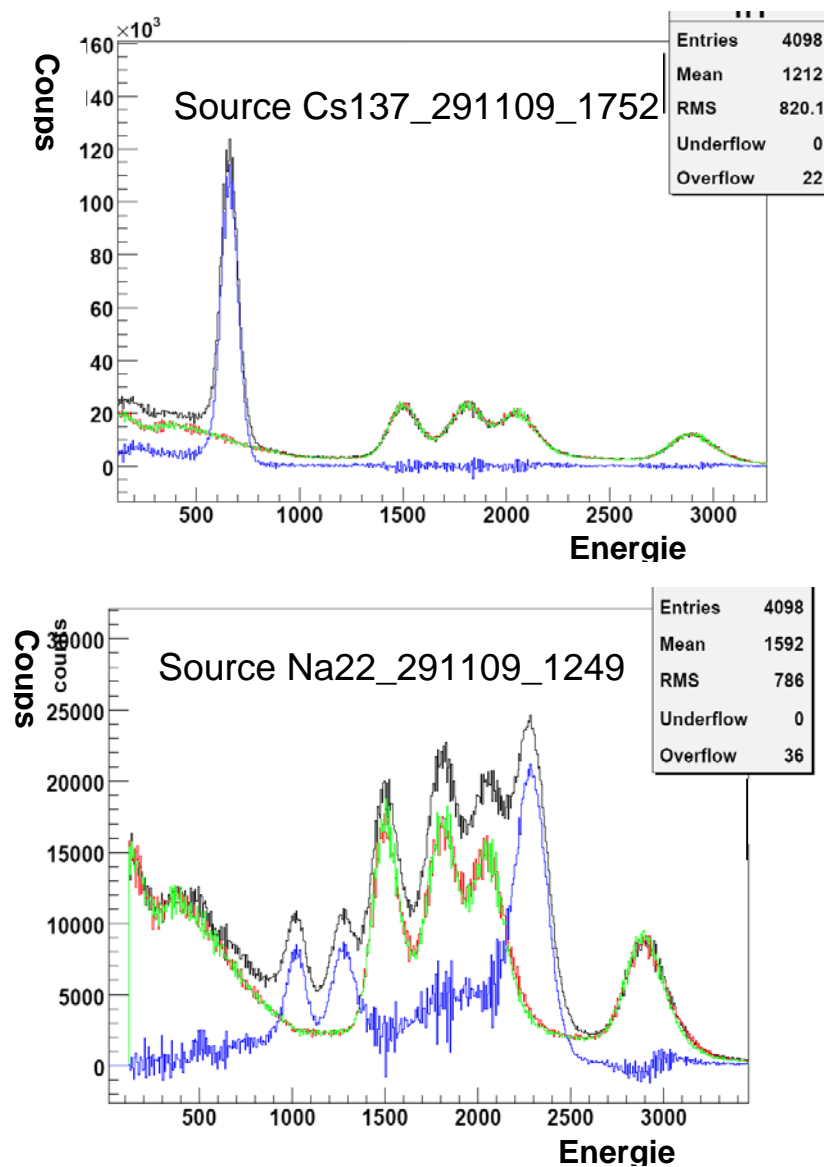 ×10³
160
140
120
100
80
60
40
20
0
Coups
Source Cs137_291109_1752
Entries 4098
Mean 1212
RMS 820.1
Underflow 0
Overflow 22
500 1000 1500 2000 2500 3000
Energie
30000
25000
20000
15000
10000
5000
0
Coups
counts
Source Na22_291109_1249
Entries 4098
Mean 1592
RMS 786
Underflow 0
Overflow 36
500 1000 1500 2000 2500 3000
Energie